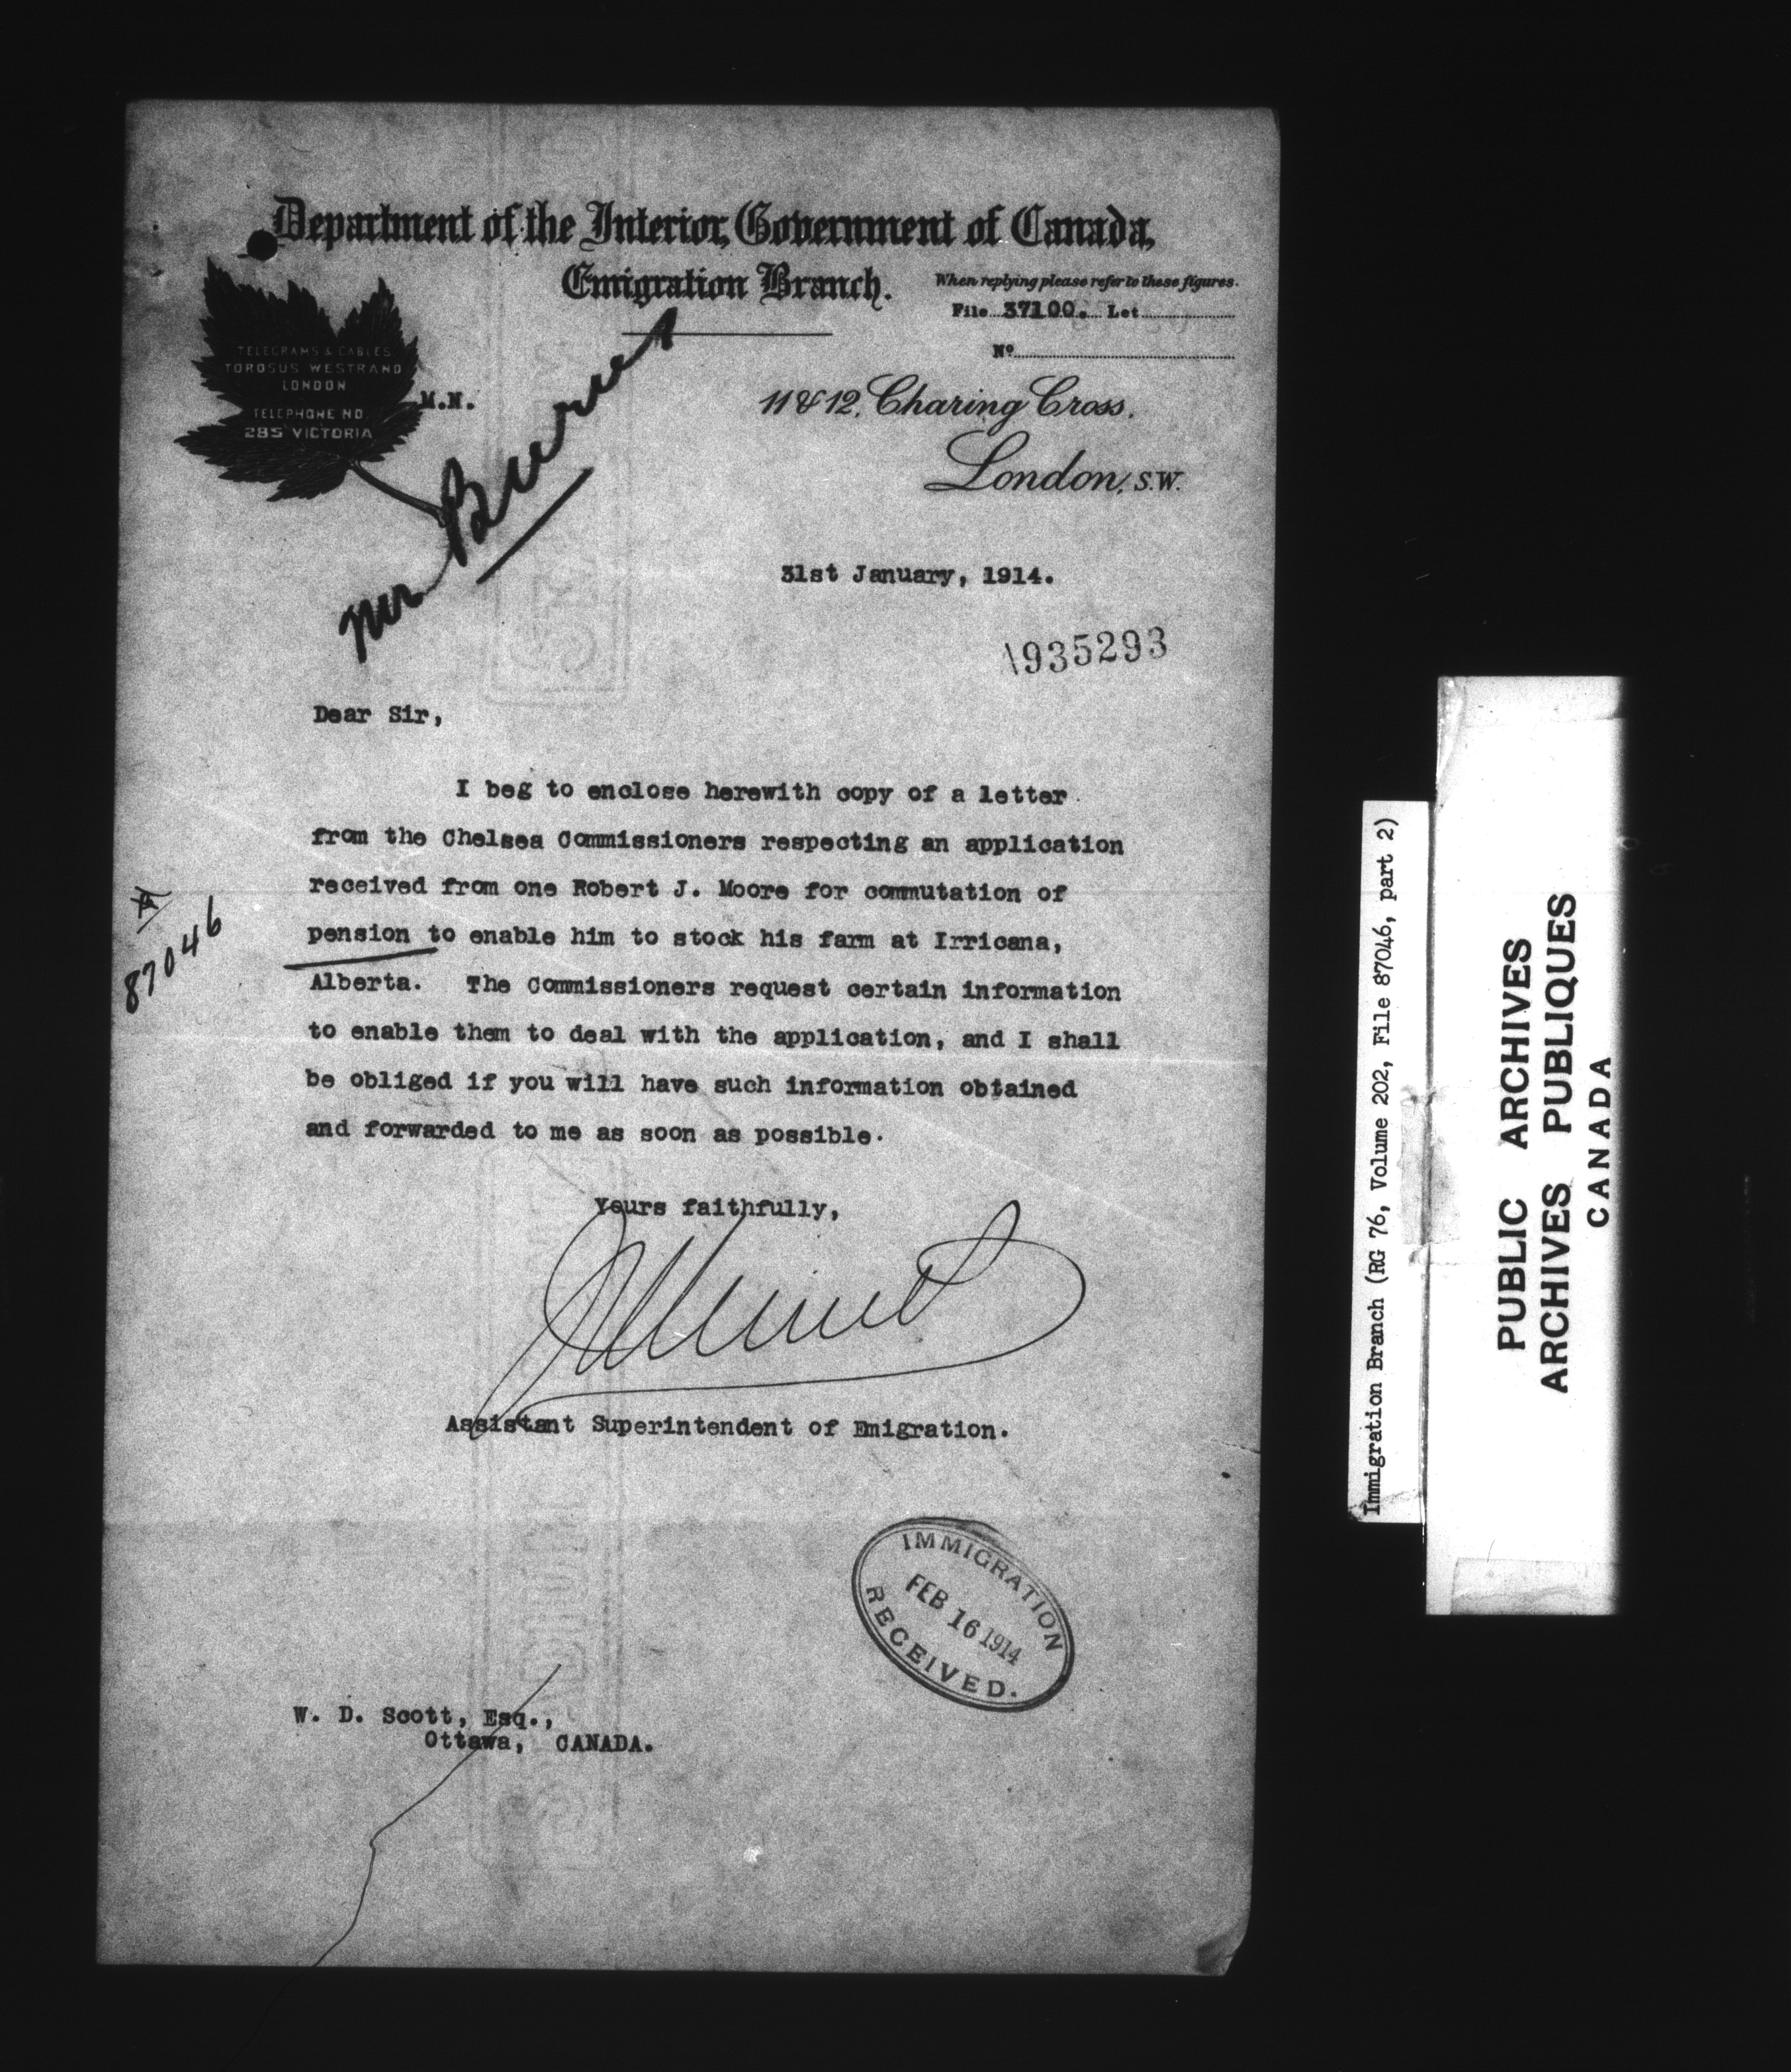 Department of the Interior, Government of Canada,
Emigration Branch.
When replying please refer to these figures.
File 37100. Let
No
TELEGRAMS & CABLES
TOROSUS WESTRAND
LONDON
TELEPHONE NO.
285 VICTORIA
M.N.
11 & 12, Charing Cross,
London, S.W.
Mr Burns
31st January, 1914.
935293
Dear Sir,
I beg to enclose herewith copy of a letter
from the Chelsea Commissioners respecting an application
received from one Robert J. Moore for commutation of
pension to enable him to stock his farm at Irricana,
Alberta. The Commissioners request certain information
to enable them to deal with the application, and I shall
be obliged if you will have such information obtained
and forwarded to me as soon as possible.
87046
Yours faithfully,
Assistant Superintendent of Emigration.
IMMIGRATION
FEB 16 1914
RECEIVED.
W. D. Scott, Esq.,
Ottawa, CANADA.
Immigration Branch (RG 76, Volume 202, File 87046, part 2)
PUBLIC ARCHIVES
ARCHIVES PUBLIQUES
CANADA